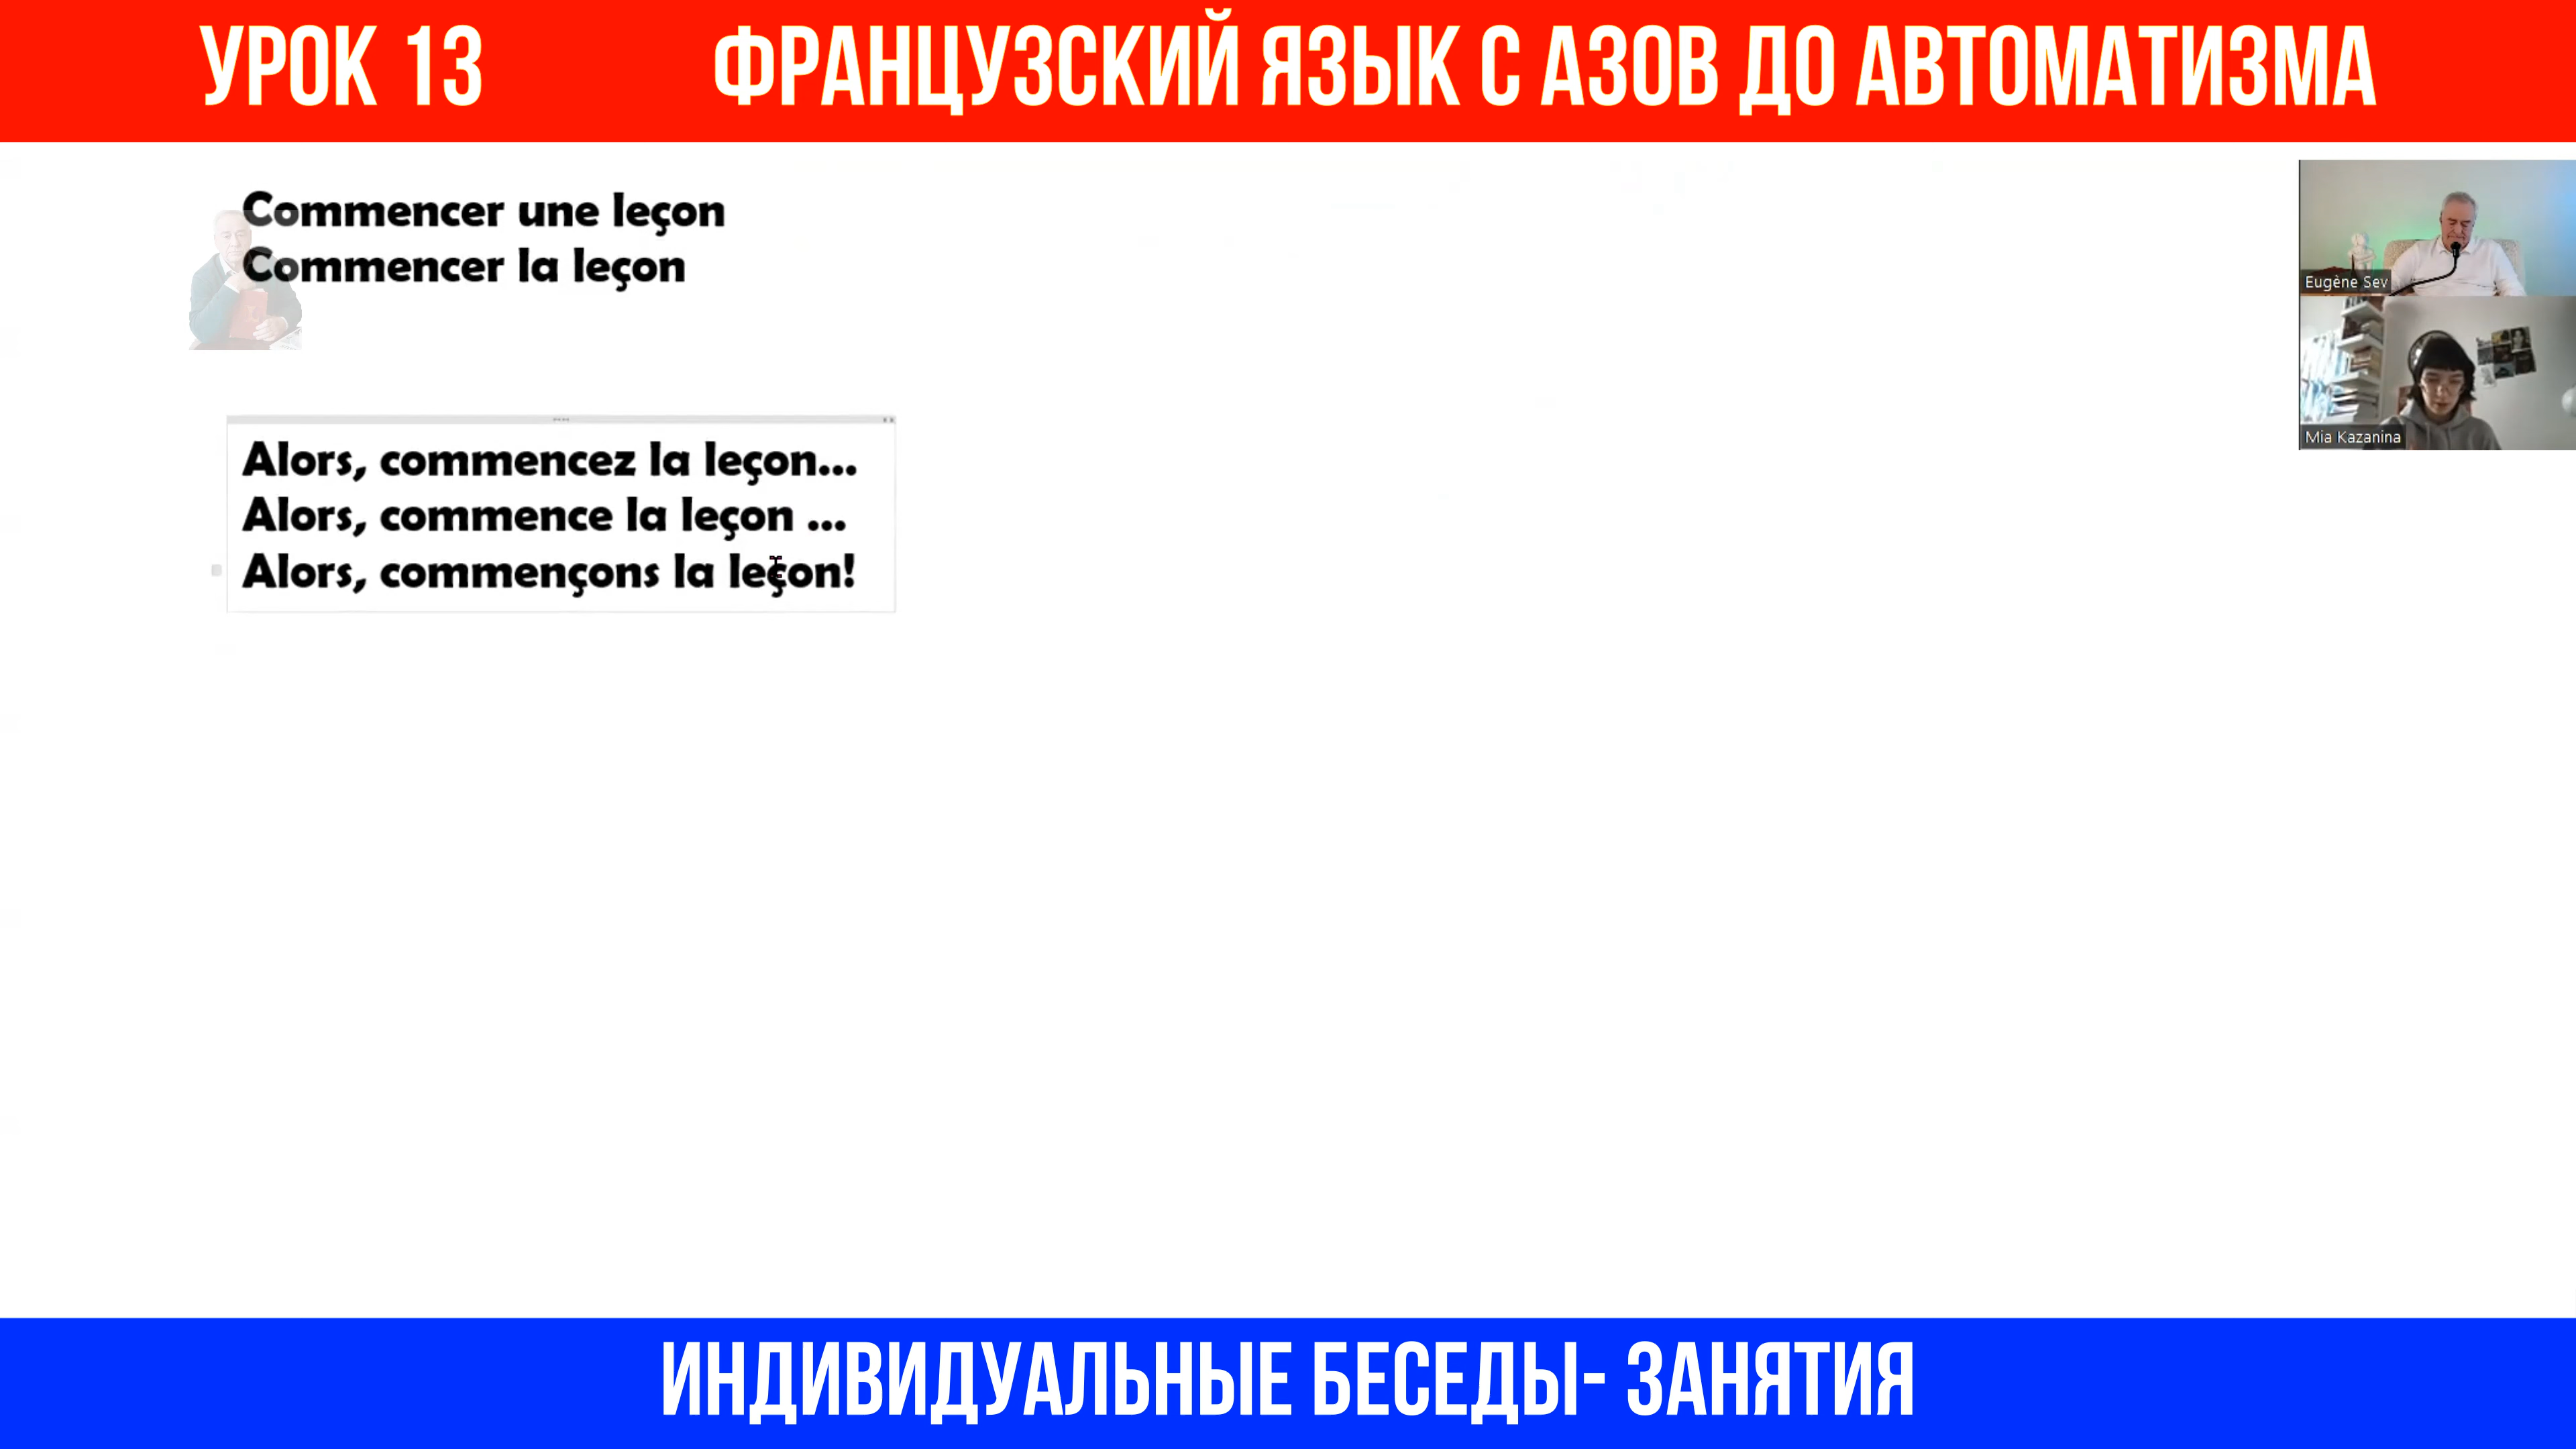 УРОК 13 ФРАНЦУЗСКИЙ ЯЗЫК С АЗОВ ДО АВТОМАТИЗМА
Commencer une leçon
Commencer la leçon
Eugène Sev
Mia Kazanina
Alors, commencez la leçon...
Alors, commence la leçon ...
Alors, commençons la leçon!
ИНДИВИДУАЛЬНЫЕ БЕСЕДЫ- ЗАНЯТИЯ